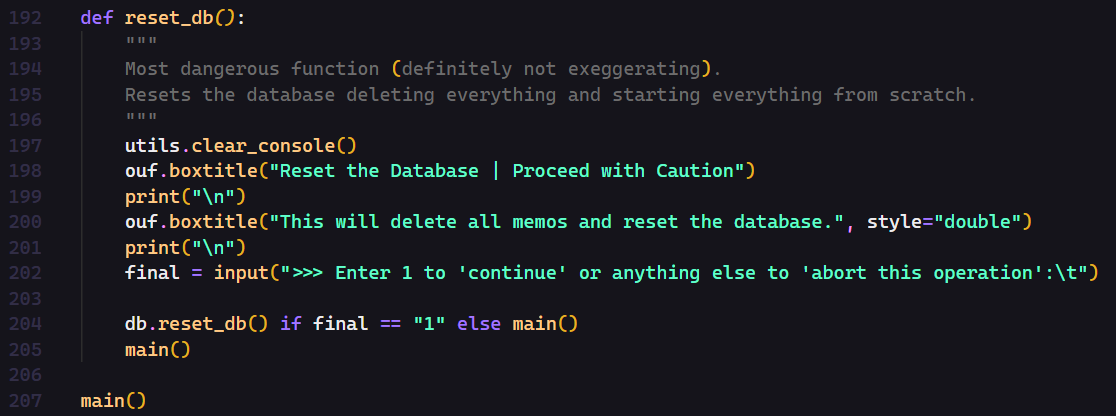 192 def reset_db():
193 """
194 Most dangerous function (definitely not exeggerating).
195 Resets the database deleting everything and starting everything from scratch.
196 """
197 utils.clear_console()
198 ouf.boxtitle("Reset the Database | Proceed with Caution")
199 print("\n")
200 ouf.boxtitle("This will delete all memos and reset the database.", style="double")
201 print("\n")
202 final = input(">>> Enter 1 to 'continue' or anything else to 'abort this operation':\t")
203
204 db.reset_db() if final == "1" else main()
205 main()
206
207 main()